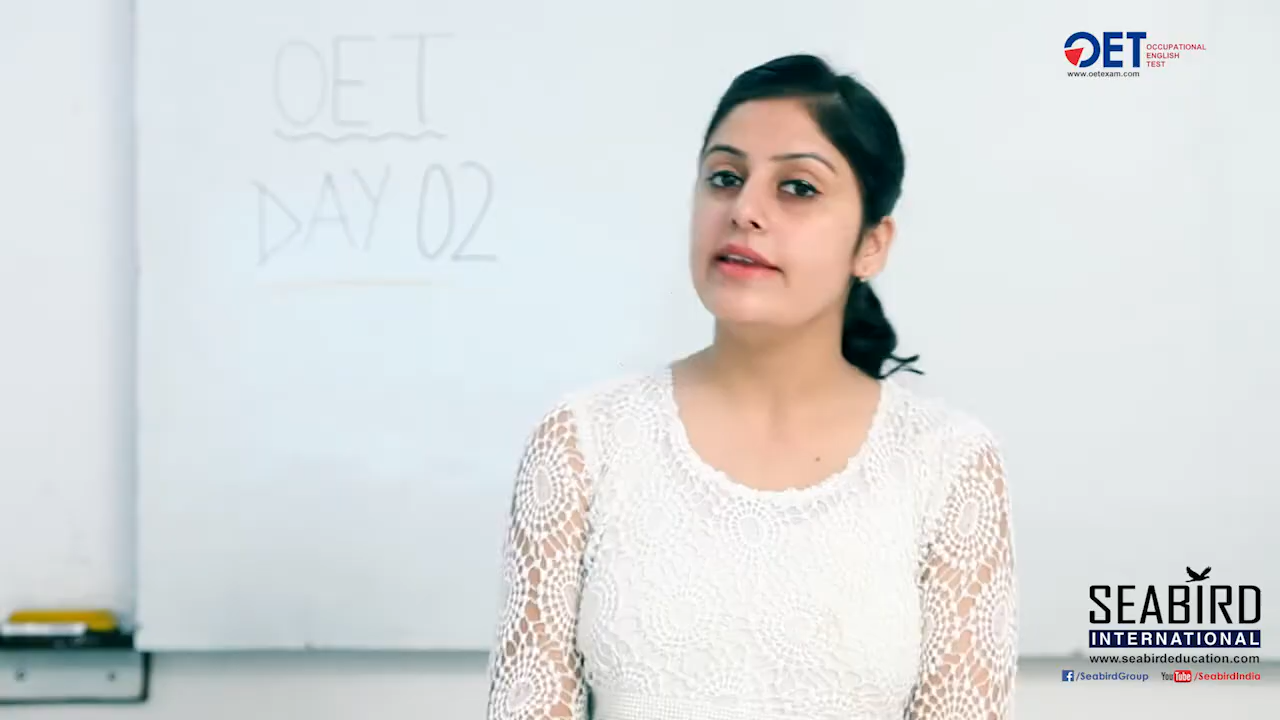 OET
DAY 02
OET
OCCUPATIONAL
ENGLISH
TEST
www.oetexam.com
SEABIRD
INTERNATIONAL
www.seabirdeducation.com
f /SeabirdGroup YouTube /SeabirdIndia